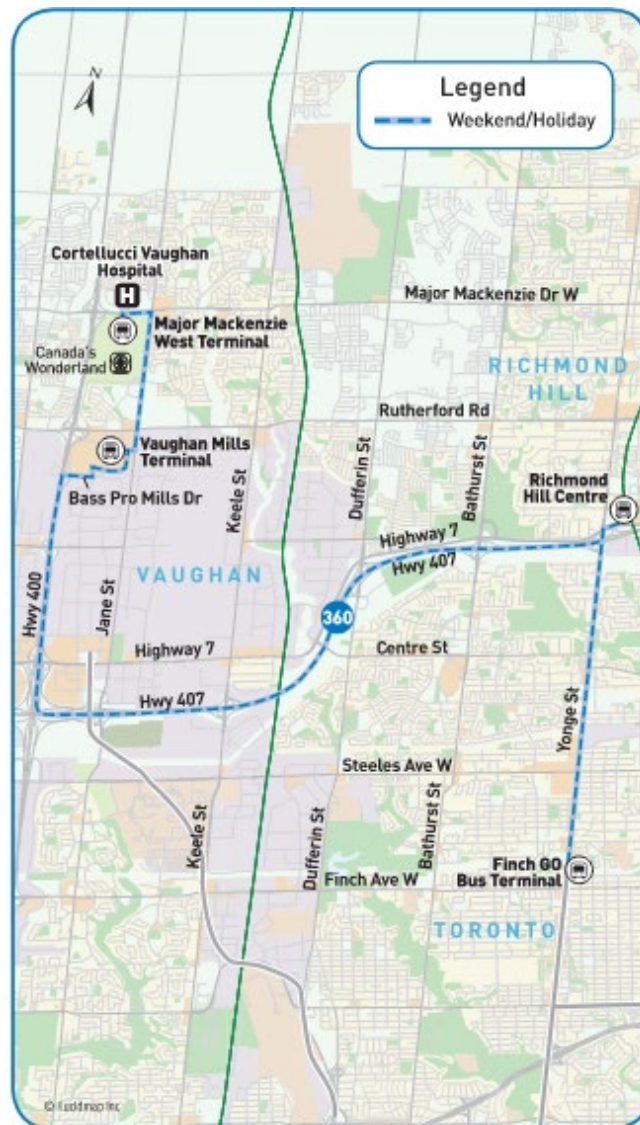 N
Legend
Weekend/Holiday
Cortellucci Vaughan
Hospital
H
Major Mackenzie Dr W
Major Mackenzie
West Terminal
Canada's
Wonderland
RICHMOND
HILL
Rutherford Rd
Vaughan Mills
Terminal
Bass Pro Mills Dr
Keele St
Dufferin St
Bathurst St
Richmond
Hill Centre
Highway 7
Hwy 407
VAUGHAN
Hwy 400
Jane St
360
Highway 7
Centre St
Hwy 407
Yonge St
Steeles Ave W
Keele St
Dufferin St
Bathurst St
Finch Ave W
Finch GO
Bus Terminal
TORONTO
© Lucidmap Inc